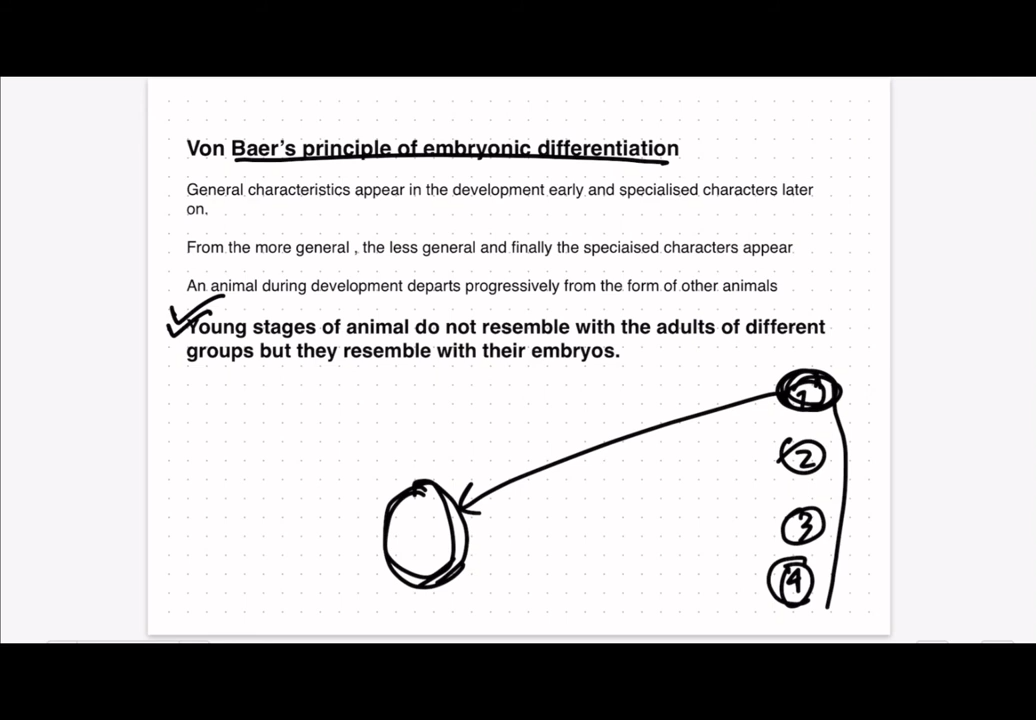 Von Baer's principle of embryonic differentiation
General characteristics appear in the development early and specialised characters later
on.
From the more general , the less general and finally the speciaised characters appear
An animal during development departs progressively from the form of other animals
Young stages of animal do not resemble with the adults of different
groups but they resemble with their embryos.
1
2
3
4